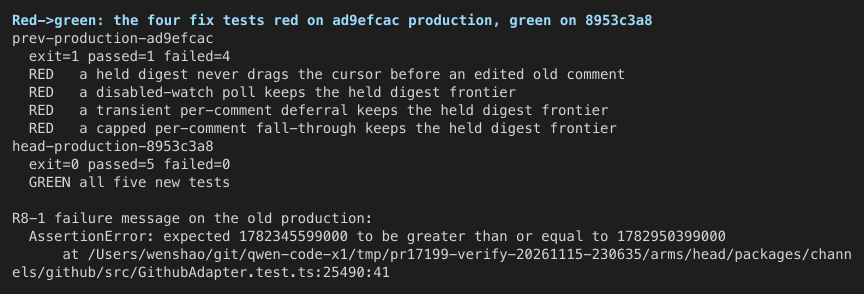 Red->green: the four fix tests red on ad9efcac production, green on 8953c3a8
prev-production-ad9efcac
  exit=1 passed=1 failed=4
  RED   a held digest never drags the cursor before an edited old comment
  RED   a disabled-watch poll keeps the held digest frontier
  RED   a transient per-comment deferral keeps the held digest frontier
  RED   a capped per-comment fall-through keeps the held digest frontier
head-production-8953c3a8
  exit=0 passed=5 failed=0
  GREEN all five new tests

R8-1 failure message on the old production:
  AssertionError: expected 1782345599000 to be greater than or equal to 1782950399000
      at /Users/wenshao/git/qwen-code-x1/tmp/pr17199-verify-20261115-230635/arms/head/packages/chann
els/github/src/GithubAdapter.test.ts:25490:41